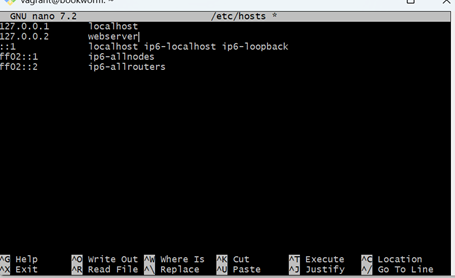 vagrant@bookworm: ~
GNU nano 7.2 /etc/hosts *
127.0.0.1 localhost
127.0.0.2 webserver
::1 localhost ip6-localhost ip6-loopback
ff02::1 ip6-allnodes
ff02::2 ip6-allrouters
^G Help ^O Write Out ^W Where Is ^K Cut ^T Execute ^C Location
^X Exit ^R Read File ^\ Replace ^U Paste ^J Justify ^/ Go To Line